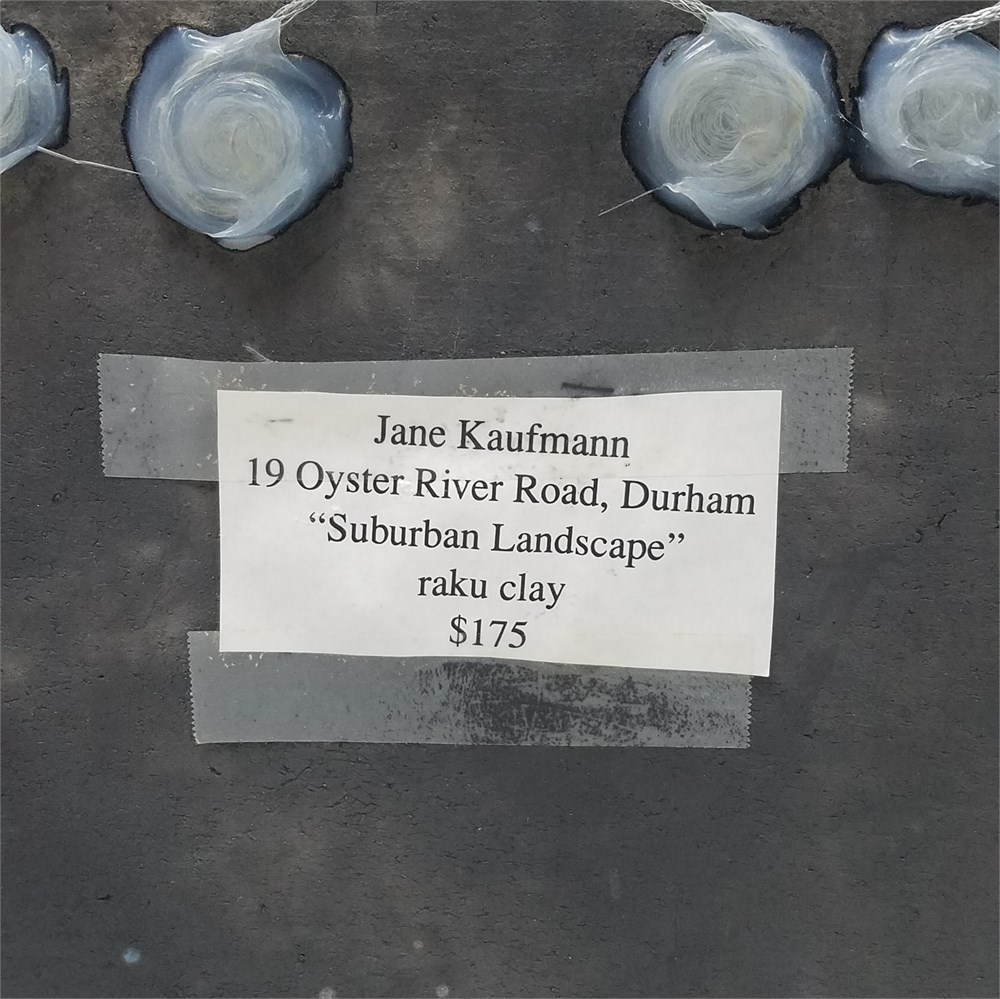 Jane Kaufmann
19 Oyster River Road, Durham
“Suburban Landscape”
raku clay
$175